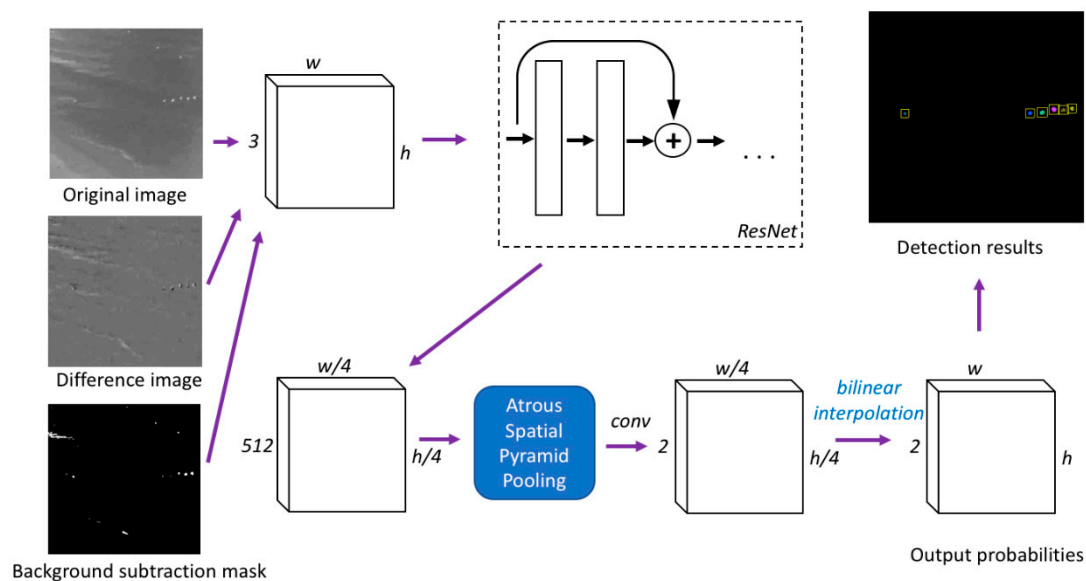 Original image
Difference image
Background subtraction mask
w
3
h
+
. . .
ResNet
Detection results
w/4
512
h/4
Atrous
Spatial
Pyramid
Pooling
conv
w/4
2
h/4
bilinear
interpolation
w
2
h
Output probabilities